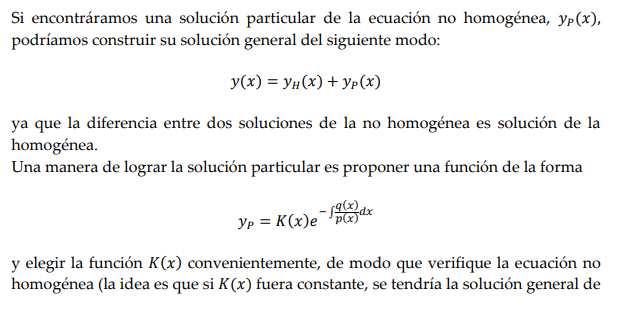 Si encontráramos una solución particular de la ecuación no homogénea, y_P(x),
podríamos construir su solución general del siguiente modo:
y(x) = y_H(x) + y_P(x)
ya que la diferencia entre dos soluciones de la no homogénea es solución de la
homogénea.
Una manera de lograr la solución particular es proponer una función de la forma
y_P = K(x)e^{-∫\frac{q(x)}{p(x)}dx}
y elegir la función K(x) convenientemente, de modo que verifique la ecuación no
homogénea (la idea es que si K(x) fuera constante, se tendría la solución general de